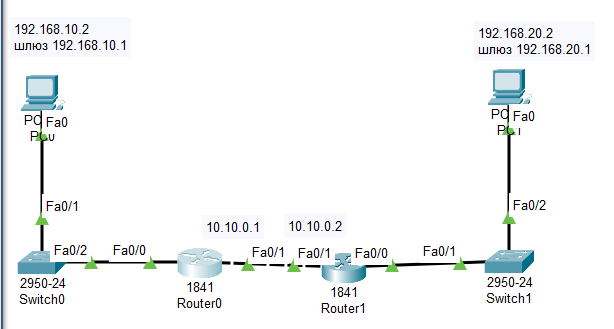 192.168.10.2
шлюз 192.168.10.1
192.168.20.2
шлюз 192.168.20.1
PC
Fa0
PC
Fa0
Fa0/1
Fa0/2
10.10.0.1
10.10.0.2
Fa0/2
Fa0/0
Fa0/1
Fa0/1
Fa0/0
Fa0/1
2950-24
Switch0
1841
Router0
1841
Router1
2950-24
Switch1